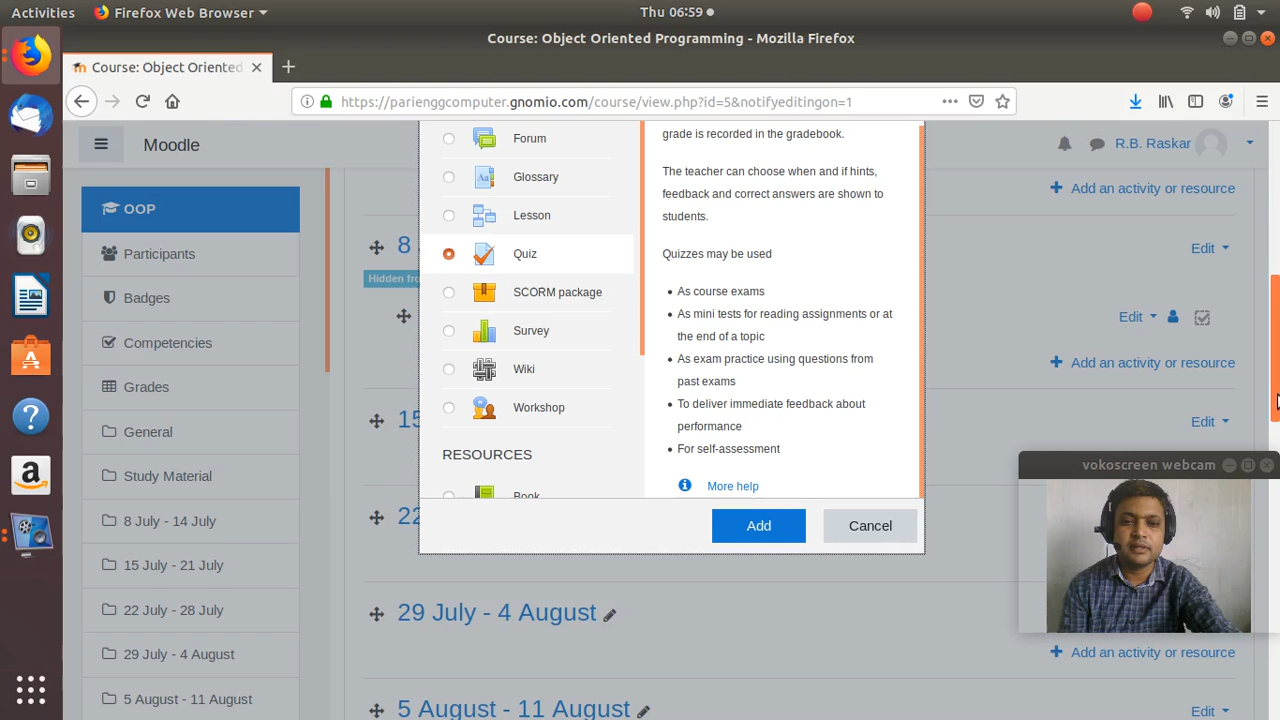 Activities
Firefox Web Browser
Thu 06:59
Course: Object Oriented Programming - Mozilla Firefox
Course: Object Oriented
https://parienggcomputer.gnomio.com/course/view.php?id=5&notifyeditingon=1
Moodle
R.B. Raskar
OOP
Participants
Badges
Competencies
Grades
General
Study Material
8 July - 14 July
15 July - 21 July
22 July - 28 July
29 July - 4 August
5 August - 11 August
Forum
Glossary
Lesson
Quiz
SCORM package
Survey
Wiki
Workshop
RESOURCES
Book
grade is recorded in the gradebook.
The teacher can choose when and if hints,
feedback and correct answers are shown to
students.
Quizzes may be used
As course exams
As mini tests for reading assignments or at
the end of a topic
As exam practice using questions from
past exams
To deliver immediate feedback about
performance
For self-assessment
More help
Add
Cancel
Add an activity or resource
8
Edit
Hidden fro
Edit
Add an activity or resource
15
Edit
22
29 July - 4 August
Add an activity or resource
5 August - 11 August
Edit
vokoscreen webcam